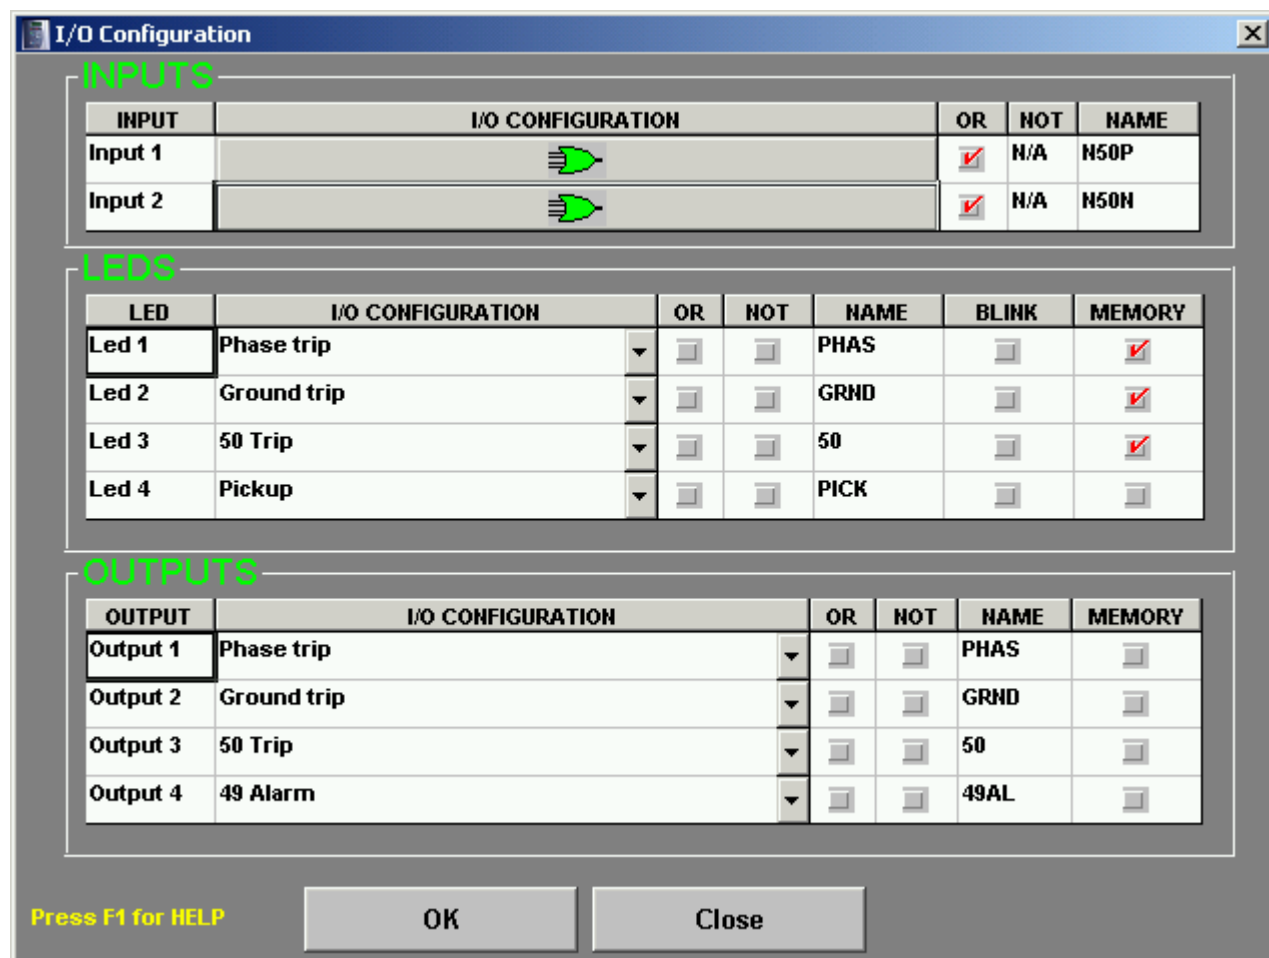 I/O Configuration
INPUTS
INPUT I/O CONFIGURATION OR NOT NAME
Input 1 N/A N50P
Input 2 N/A N50N
LEDS
LED I/O CONFIGURATION OR NOT NAME BLINK MEMORY
Led 1 Phase trip PHAS
Led 2 Ground trip GRND
Led 3 50 Trip 50
Led 4 Pickup PICK
OUTPUTS
OUTPUT I/O CONFIGURATION OR NOT NAME MEMORY
Output 1 Phase trip PHAS
Output 2 Ground trip GRND
Output 3 50 Trip 50
Output 4 49 Alarm 49AL
Press F1 for HELP OK Close